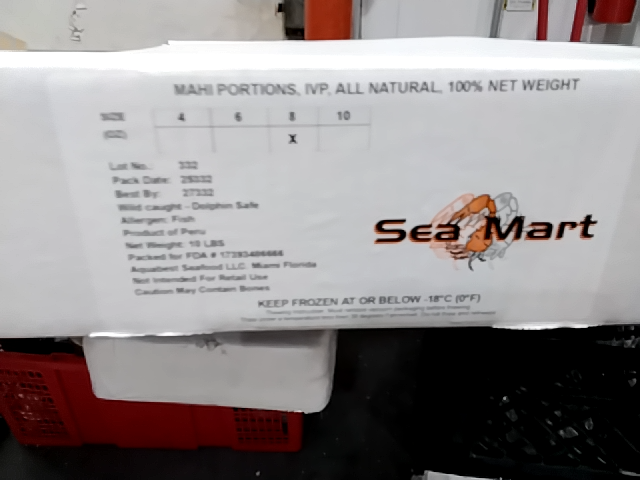 MAHI PORTIONS, IVP, ALL NATURAL, 100% NET WEIGHT
SIZE 4 6 8 10
(OZ) X
Lot No.: 332
Pack Date: 25332
Best By: 27332
Wild caught - Dolphin Safe
Allergen: Fish
Product of Peru
Net Weight: 10 LBS
Packed for FDA #
Aquabest Seafood LLC. Miami Florida
Not Intended For Retail Use
Caution May Contain Bones
Sea Mart
KEEP FROZEN AT OR BELOW -18°C (0°F)